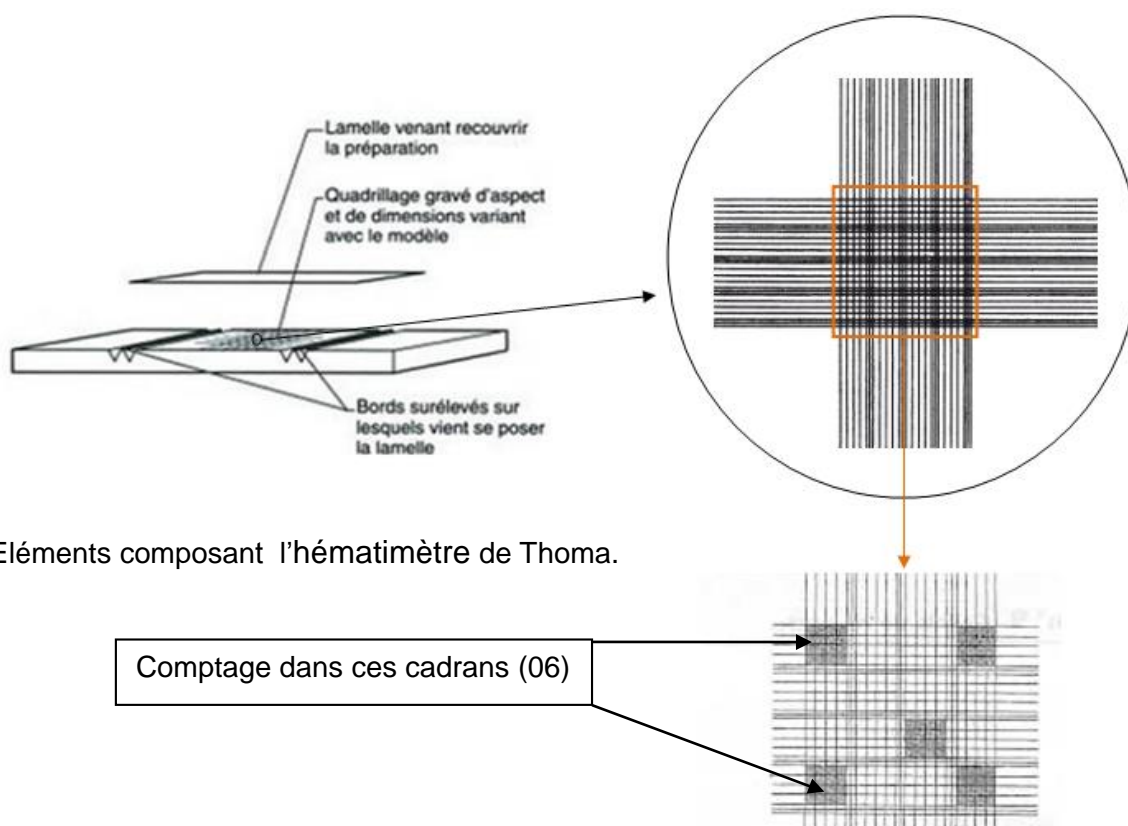 Lamelle venant recouvrir
la préparation
Quadrillage gravé d'aspect
et de dimensions variant
avec le modèle
Bords surélevés sur
lesquels vient se poser
la lamelle
Eléments composant l'hématimètre de Thoma.
Comptage dans ces cadrans (06)